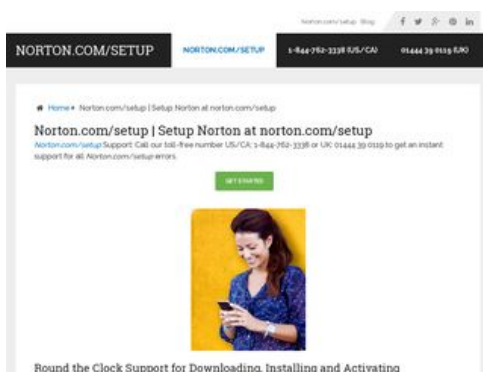 Norton.com/setup Blog
NORTON.COM/SETUP
NORTON.COM/SETUP
1-844-762-3338 (US/CA)
01444 39 0119 (UK)
Home
Norton.com/setup | Setup Norton at norton.com/setup
Norton.com/setup | Setup Norton at norton.com/setup
Norton.com/setup Support: Call our toll-free number US/CA: 1-844-762-3338 or UK: 01444 39 0119 to get an instant
support for all Norton.com/setup errors.
GET STARTED
Round the Clock Support for Downloading, Installing and Activating